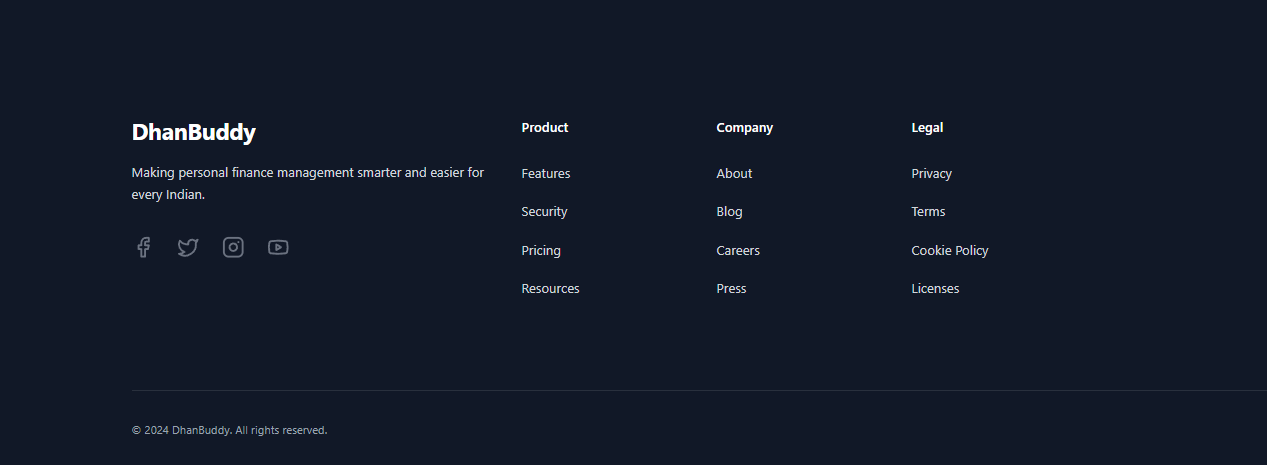 DhanBuddy
Making personal finance management smarter and easier for
every Indian.
Product
Features
Security
Pricing
Resources
Company
About
Blog
Careers
Press
Legal
Privacy
Terms
Cookie Policy
Licenses
© 2024 DhanBuddy. All rights reserved.